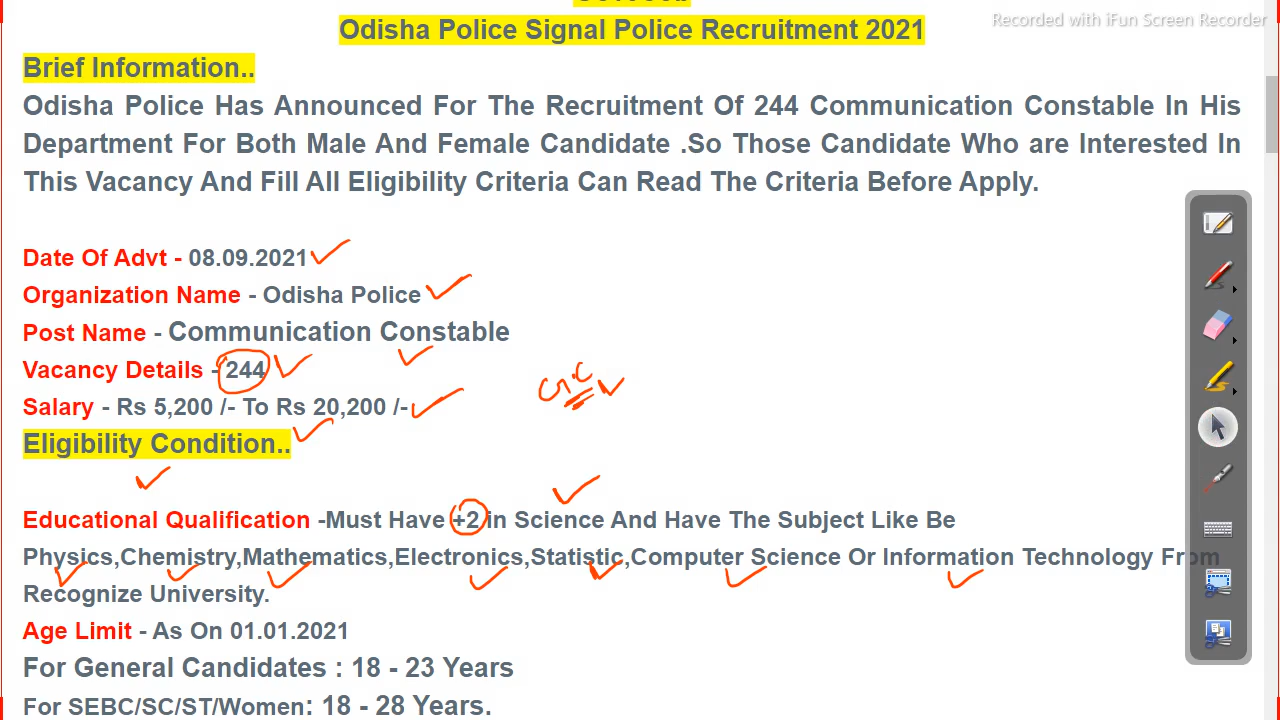 Recorded with iFun Screen Recorder
Odisha Police Signal Police Recruitment 2021
Brief Information..
Odisha Police Has Announced For The Recruitment Of 244 Communication Constable In His
Department For Both Male And Female Candidate .So Those Candidate Who are Interested In
This Vacancy And Fill All Eligibility Criteria Can Read The Criteria Before Apply.
Date Of Advt - 08.09.2021
Organization Name - Odisha Police
Post Name - Communication Constable
Vacancy Details - 244
Salary - Rs 5,200 /- To Rs 20,200 /-
Eligibility Condition..
Educational Qualification -Must Have +2 in Science And Have The Subject Like Be
Physics,Chemistry,Mathematics,Electronics,Statistic,Computer Science Or Information Technology From
Recognize University.
Age Limit - As On 01.01.2021
For General Candidates : 18 - 23 Years
For SEBC/SC/ST/Women: 18 - 28 Years.